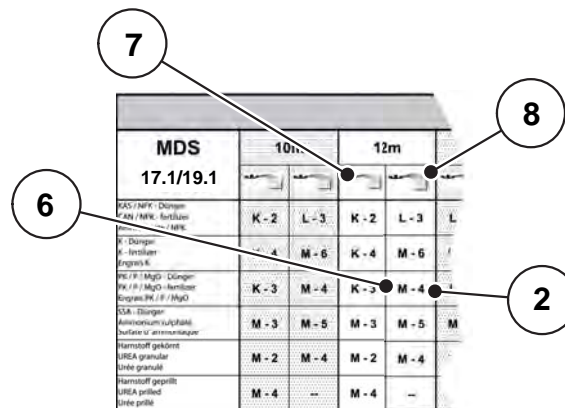 7
8
6
2
MDS
17.1/19.1
10m
12m
KAS / NPK - Dünger
CAN / NPK - fertilizer
/ NPK
K - 2
L - 3
K - 2
L - 3
L
K - Dünger
K - fertilizer
Engrais K
K - 4
M - 6
K - 4
M - 6
PK / P / MgO - Dünger
PK / P / MgO - fertilizer
Engrais PK / P / MgO
K - 3
M - 4
K - 3
M - 4
SSA - Dünger
Ammonium sulphate
Sulfate d'ammoniaque
M - 3
M - 5
M - 3
M - 5
M
Harnstoff gekörnt
UREA granular
Urée granulé
M - 2
M - 4
M - 2
M - 4
Harnstoff geprillt
UREA prilled
Urée prillé
M - 4
--
M - 4
--